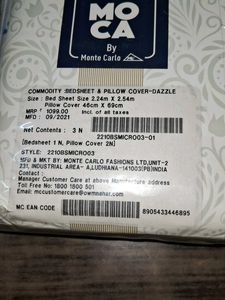 MO
CA
By
Monte Carlo
COMMODITY :BEDSHEET & PILLOW COVER-DAZZLE
Size : Bed Sheet Size 2.24m X 2.54m
Pillow Cover 46cm X 69cm
MRP : 1099.00 Incl. of all taxes
MFD : 09/2021
Net Contents : 3 N
2210BSMICRO03-01
(Bedsheet 1 N, Pillow Cover 2N)
STYLE: 2210BSMICRO03
MFD & MKT BY: MONTE CARLO FASHIONS LTD,UNIT-2
231, INDUSTRIAL AREA- A,LUDHIANA-141003(PB)INDIA
Contact :
Manager Customer Care at above Manufacture address
Toll Free No: 1800 1800 501
Email: mccustomercare@owmnahar.com
MC EAN CODE
8905433446895